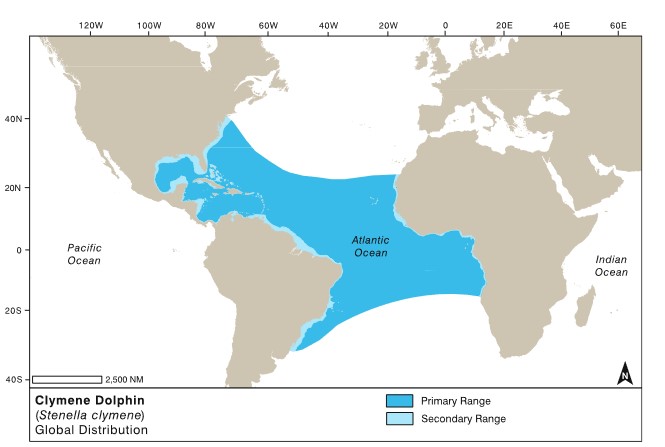 120W 100W 80W 60W 40W 20W 0 20E 40E 60E
40N
20N
0
20S
40S
Pacific
Ocean
Atlantic
Ocean
Indian
Ocean
2,500 NM
N
Clymene Dolphin
(Stenella clymene)
Global Distribution
Primary Range
Secondary Range